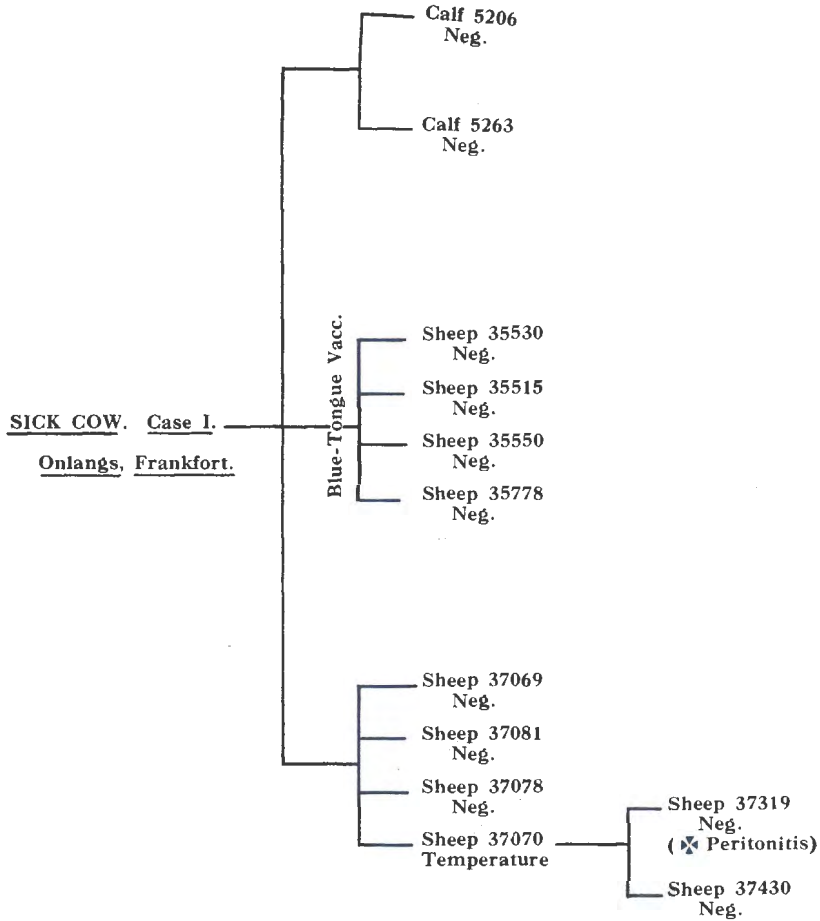 Calf 5206
Neg.
Calf 5263
Neg.
Blue-Tongue Vacc.
Sheep 35530
Neg.
Sheep 35515
Neg.
Sheep 35550
Neg.
Sheep 35778
Neg.
SICK COW. Case I.
Onlangs, Frankfort.
Sheep 37069
Neg.
Sheep 37081
Neg.
Sheep 37078
Neg.
Sheep 37070
Temperature
Sheep 37319
Neg.
(✠ Peritonitis)
Sheep 37430
Neg.